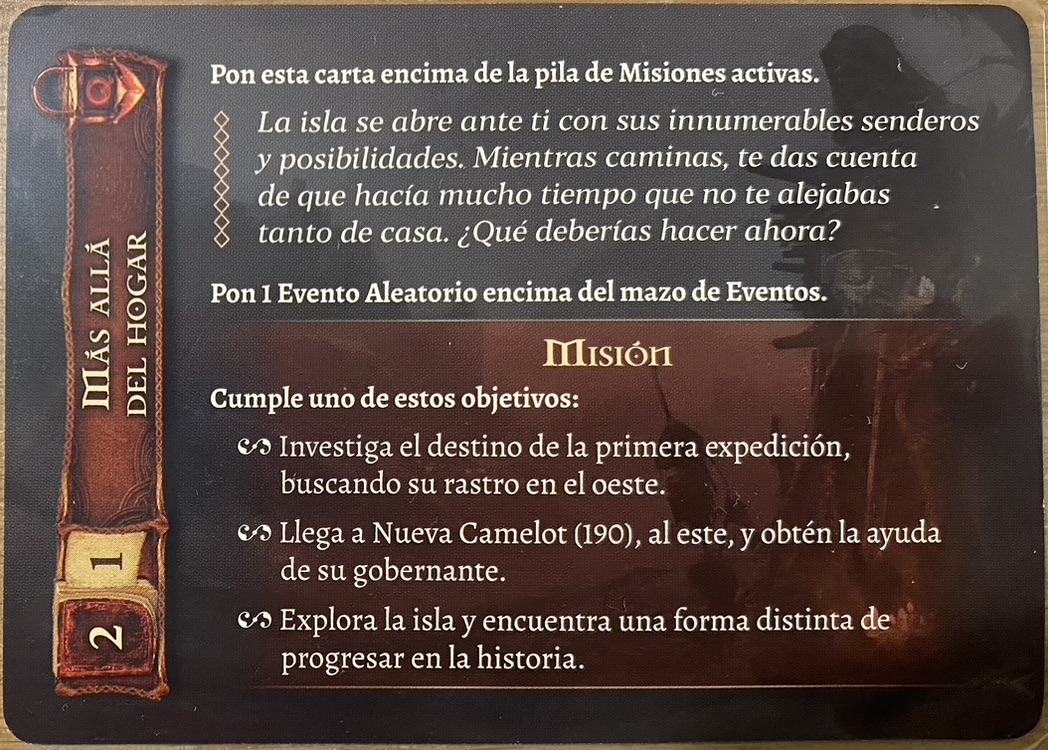 Pon esta carta encima de la pila de Misiones activas.
La isla se abre ante ti con sus innumerables senderos
y posibilidades. Mientras caminas, te das cuenta
de que hacía mucho tiempo que no te alejabas
tanto de casa. ¿Qué deberías hacer ahora?
Pon 1 Evento Aleatorio encima del mazo de Eventos.
Misión
Cumple uno de estos objetivos:
Investiga el destino de la primera expedición,
buscando su rastro en el oeste.
Llega a Nueva Camelot (190), al este, y obtén la ayuda
de su gobernante.
Explora la isla y encuentra una forma distinta de
progresar en la historia.
Más allá
del hogar
1
2